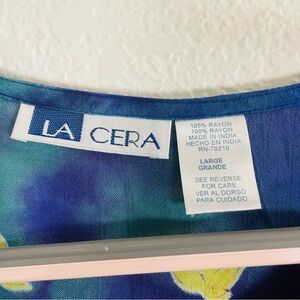 LA CERA
100% RAYON
100% RAYON
MADE IN INDIA
HECHO EN INDIA
RN-70210
LARGE
GRANDE
SEE REVERSE
FOR CARE
VER AL DORSO
PARA CUIDADO